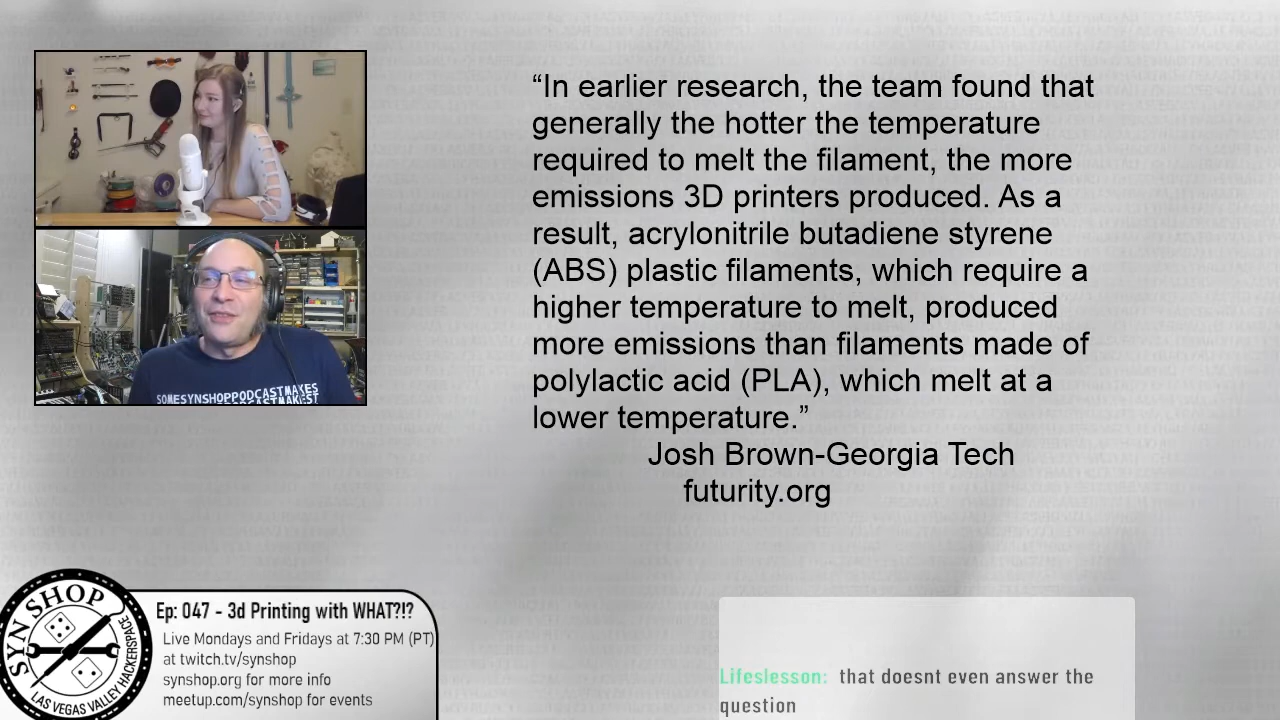 “In earlier research, the team found that
generally the hotter the temperature
required to melt the filament, the more
emissions 3D printers produced. As a
result, acrylonitrile butadiene styrene
(ABS) plastic filaments, which require a
higher temperature to melt, produced
more emissions than filaments made of
polylactic acid (PLA), which melt at a
lower temperature.”
Josh Brown-Georgia Tech
futurity.org
SOMESYNSHOPPODCASTMAKES
SYN SHOP
LAS VEGAS VALLEY HACKERSPACE
Ep: 047 - 3d Printing with WHAT?!?
Live Mondays and Fridays at 7:30 PM (PT)
at twitch.tv/synshop
synshop.org for more info
meetup.com/synshop for events
Lifeslesson: that doesnt even answer the
question